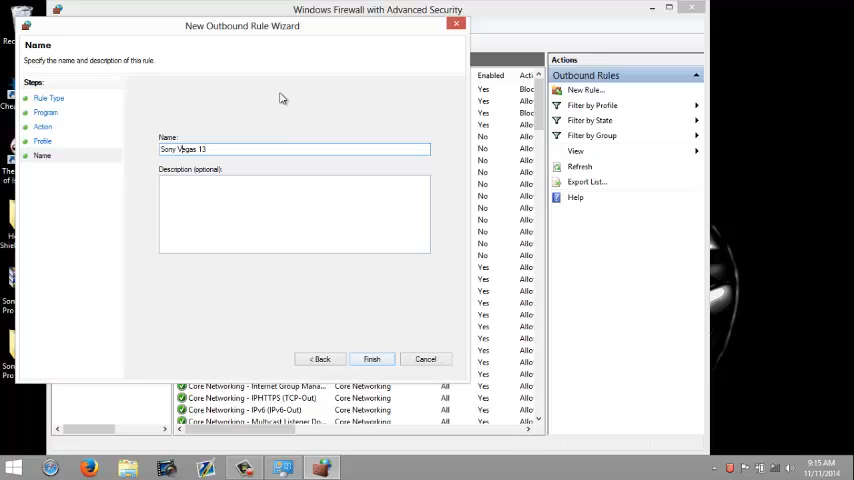 Windows Firewall with Advanced Security
New Outbound Rule Wizard
Name
Specify the name and description of this rule.
Steps:
Rule Type
Program
Action
Profile
Name
Name:
Sony Vegas 13
Description (optional):
< Back
Finish
Cancel
Enabled
Yes
Yes
Yes
Yes
No
No
No
No
No
No
No
No
No
No
No
Yes
Yes
Yes
Yes
Yes
Yes
Yes
Yes
Yes
Actions
Outbound Rules
New Rule...
Filter by Profile
Filter by State
Filter by Group
View
Refresh
Export List...
Help
Core Networking - Internet Group Mana... Core Networking All Yes
Core Networking - IPHTTPS (TCP-Out) Core Networking All Yes
Core Networking - IPv6 (IPv6-Out) Core Networking All Yes
Core Networking - Multicast Listener Do... Core Networking All Yes
9:15 AM
11/11/2014